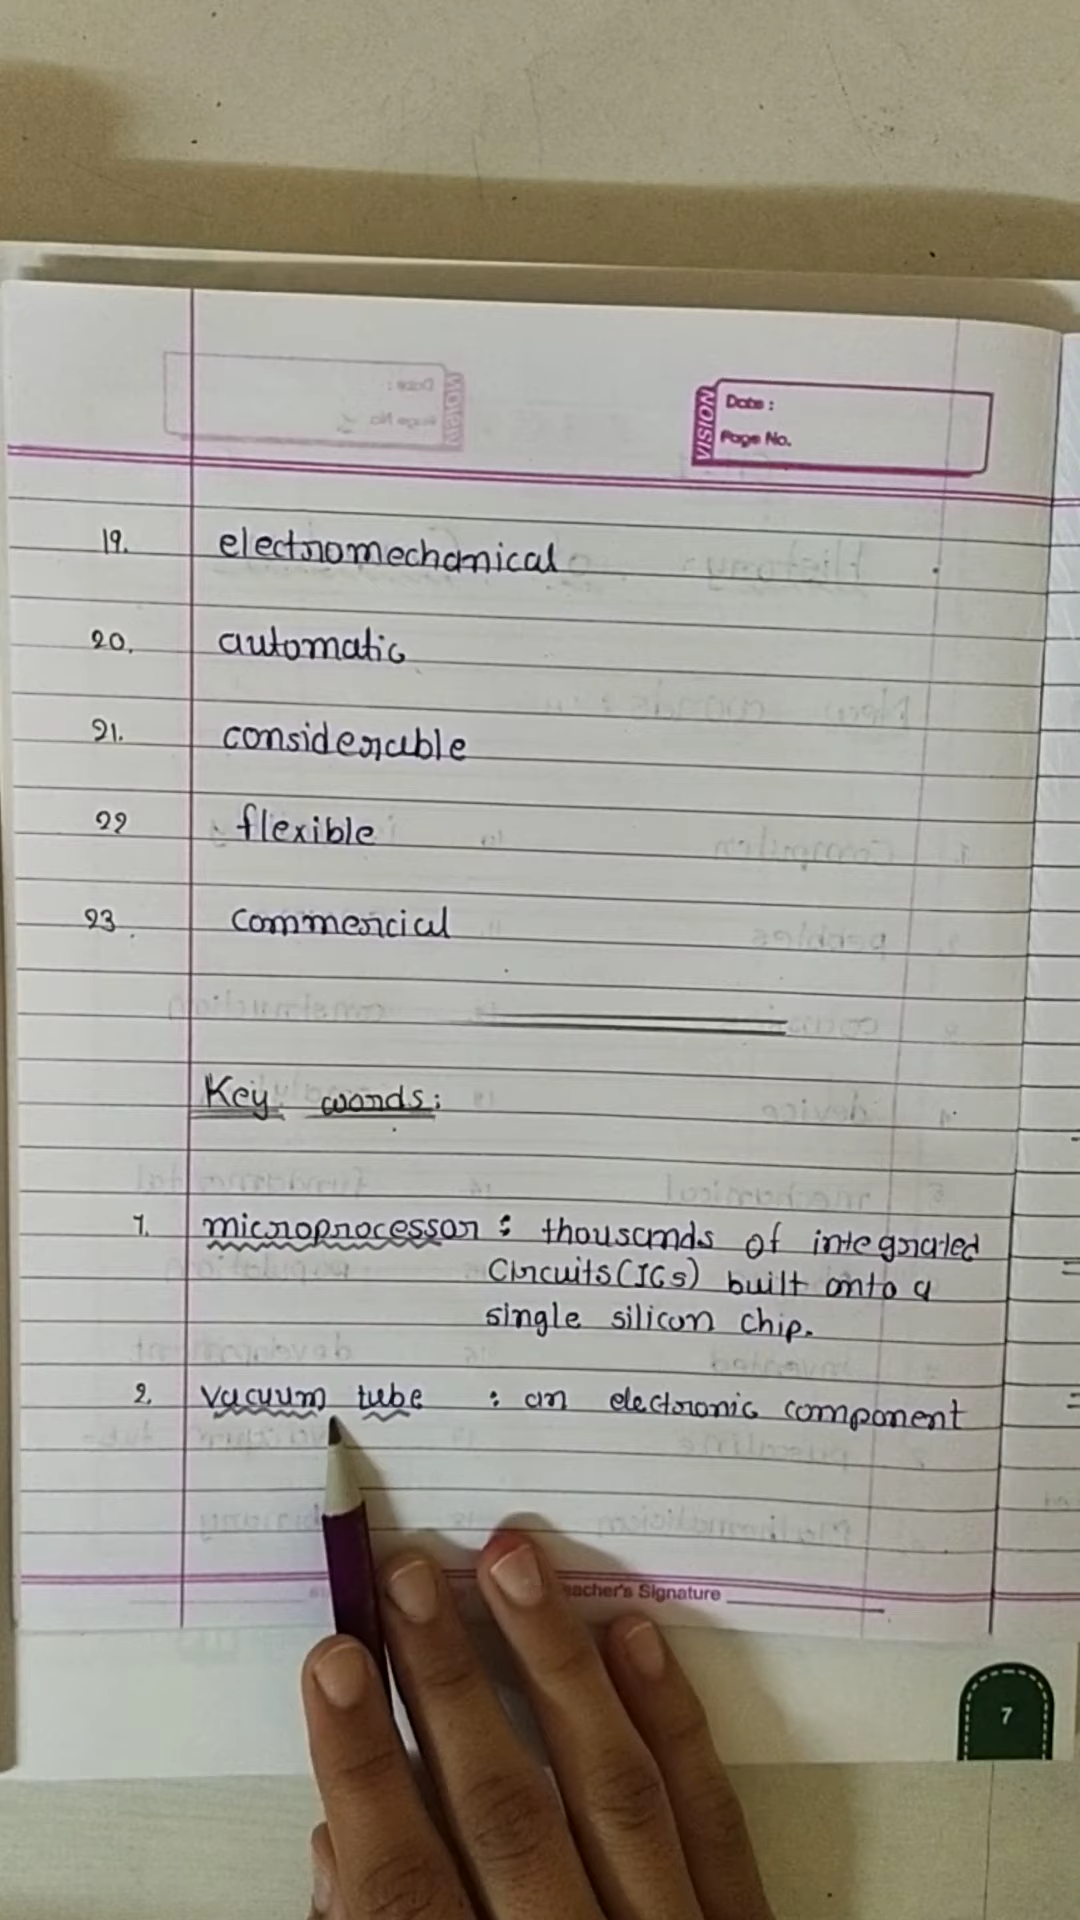 VISION
Date :
Page No.
19. electromechanical
20. automatic
21. considerable
22 flexible
23. commercial
Key words:
1. microprocessor : thousands of integrated
Circuits (ICs) built onto a
single silicon chip.
2. vacuum tube : an electronic component
eacher's Signature
7